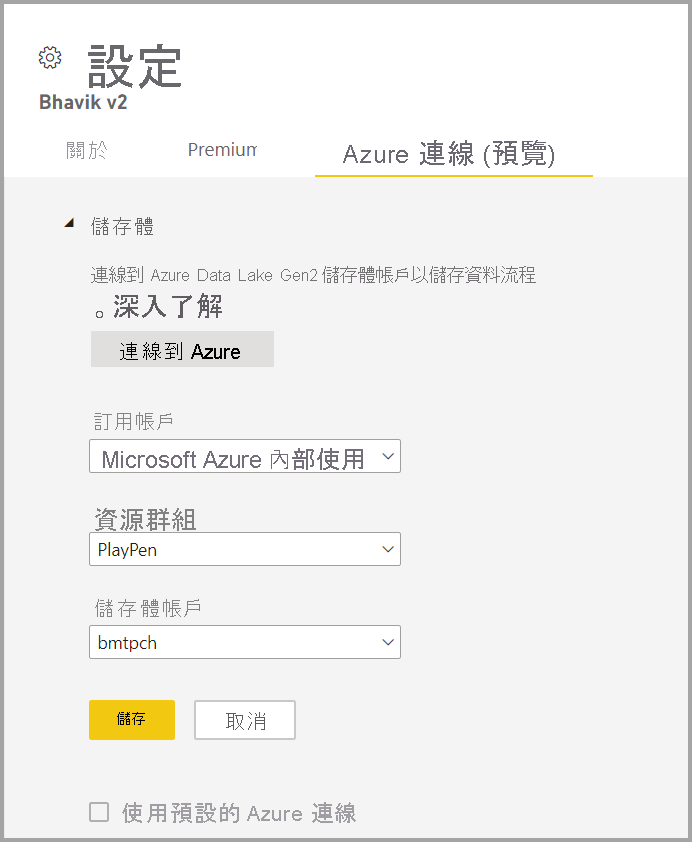 設定
Bhavik v2
關於 Premium Azure 連線 (預覽)
儲存體
連線到 Azure Data Lake Gen2 儲存體帳戶以儲存資料流程
。深入了解
連線到 Azure
訂用帳戶
Microsoft Azure 內部使用
資源群組
PlayPen
儲存體帳戶
bmtpch
儲存 取消
使用預設的 Azure 連線